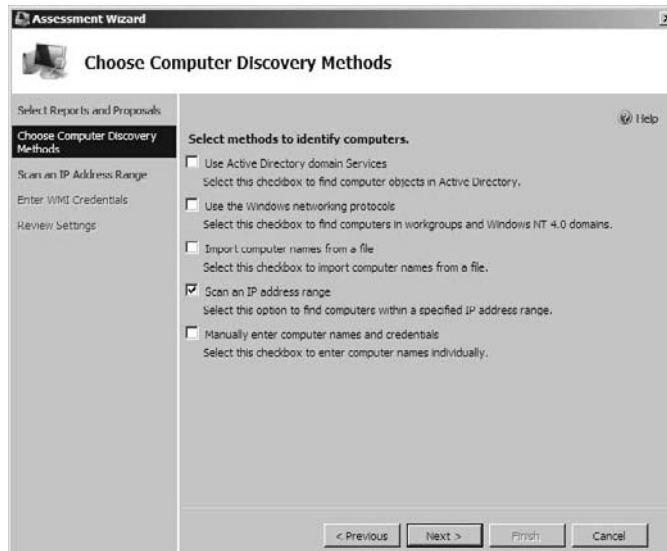 Assessment Wizard
Choose Computer Discovery Methods
Select Reports and Proposals
Choose Computer Discovery
Methods
Scan an IP Address Range
Enter WMI Credentials
Review Settings
Help
Select methods to identify computers.
Use Active Directory domain Services
Select this checkbox to find computer objects in Active Directory.
Use the Windows networking protocols
Select this checkbox to find computers in workgroups and Windows NT 4.0 domains.
Import computer names from a file
Select this checkbox to import computer names from a file.
Scan an IP address range
Select this option to find computers within a specified IP address range.
Manually enter computer names and credentials
Select this checkbox to enter computer names individually.
< Previous
Next >
Finish
Cancel